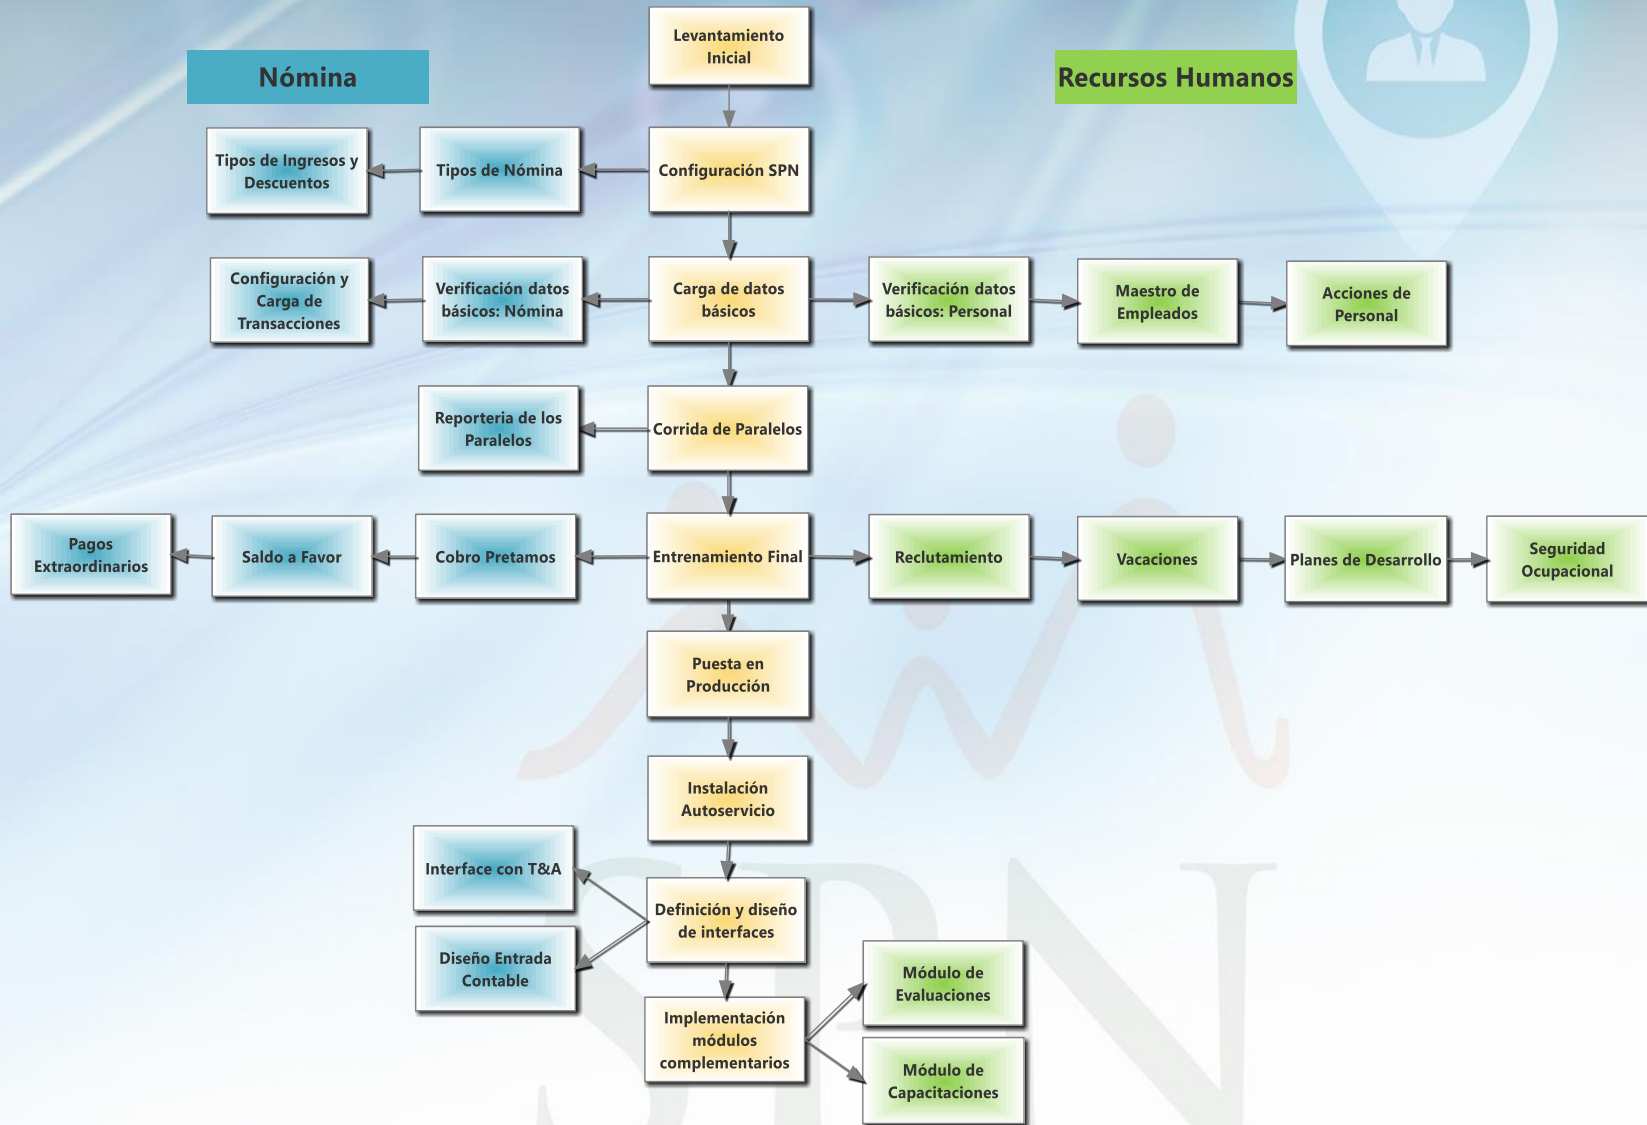 Levantamiento
Inicial
Nómina
Recursos Humanos
Tipos de Ingresos y
Descuentos
Tipos de Nómina
Configuración SPN
Configuración y
Carga de
Transacciones
Verificación datos
básicos: Nómina
Carga de datos
básicos
Verificación datos
básicos: Personal
Maestro de
Empleados
Acciones de
Personal
Reporteria de los
Paralelos
Corrida de Paralelos
Pagos
Extraordinarios
Saldo a Favor
Cobro Pretamos
Entrenamiento Final
Reclutamiento
Vacaciones
Planes de Desarrollo
Seguridad
Ocupacional
Puesta en
Producción
Instalación
Autoservicio
Interface con T&A
Definición y diseño
de interfaces
Diseño Entrada
Contable
Módulo de
Evaluaciones
Implementación
módulos
complementarios
Módulo de
Capacitaciones
SPN